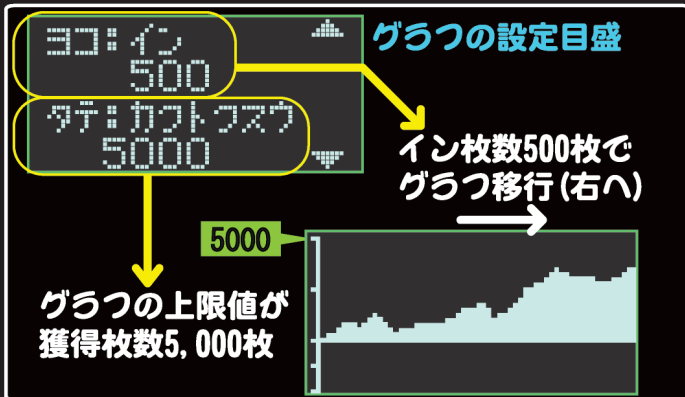 ヨコ:イン
500
グラフの設定目盛
タテ:カクトクスウ
5000
イン枚数500枚で
グラフ移行(右へ)
5000
グラフの上限値が
獲得枚数5,000枚